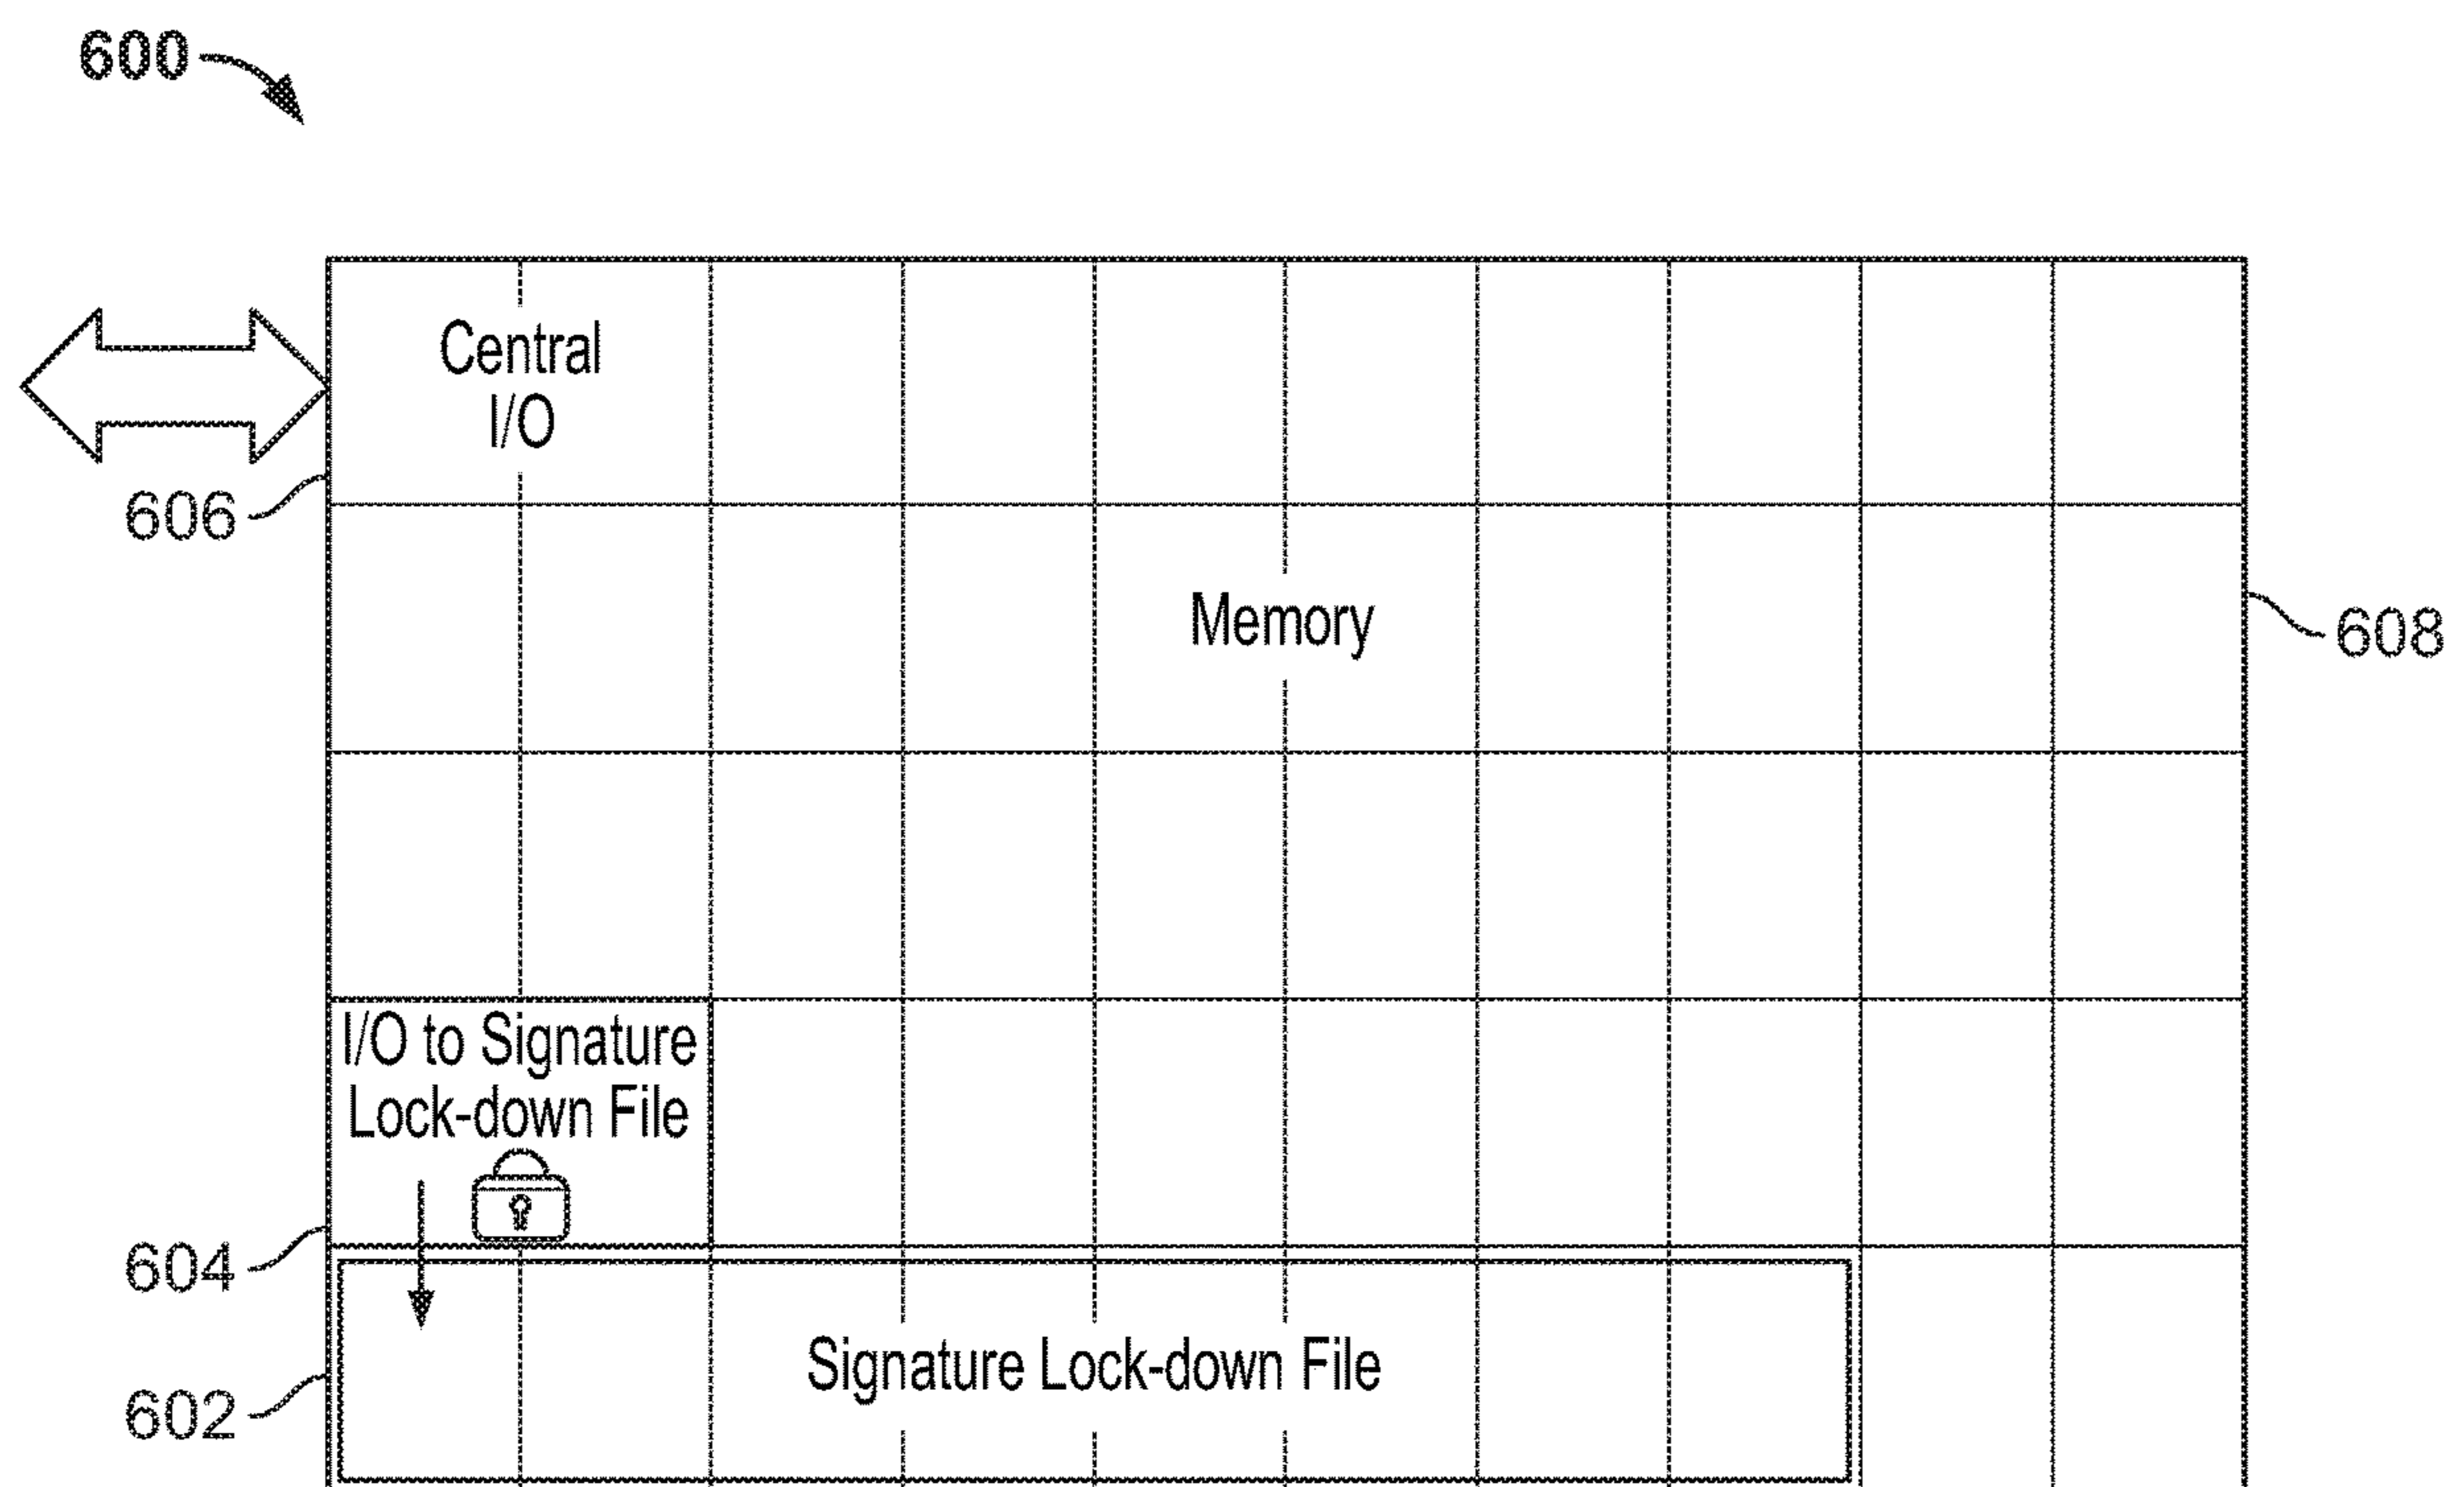 600
Central
I/O
606
Memory
608
I/O to Signature
Lock-down File
604
Signature Lock-down File
602